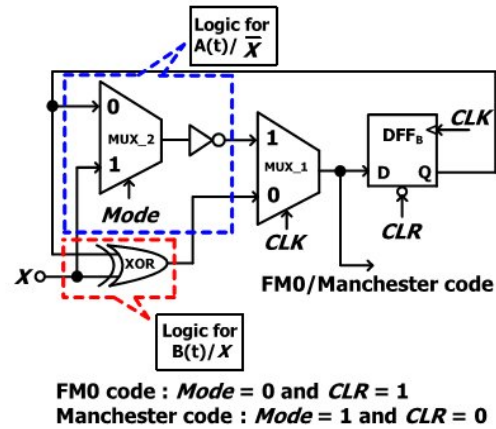 Logic for
A(t)/ X̅
0
MUX_2
1
Mode
1
MUX_1
0
CLK
DFFB
CLK
D
Q
CLR
X
XOR
FM0/Manchester code
Logic for
B(t)/X
FM0 code : Mode = 0 and CLR = 1
Manchester code : Mode = 1 and CLR = 0